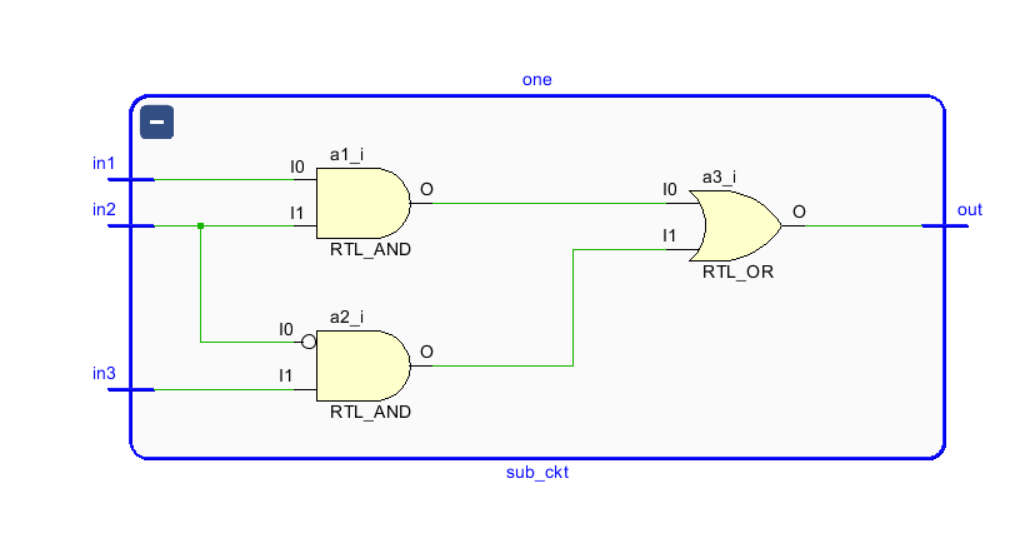 one
in1
I0
a1_i
O
in2
I1
RTL_AND
I0
a3_i
O
out
I1
RTL_OR
I0
a2_i
O
in3
I1
RTL_AND
sub_ckt